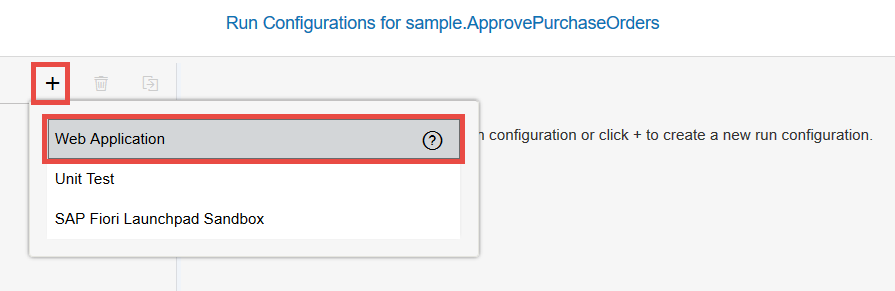 Run Configurations for sample.ApprovePurchaseOrders
Web Application
configuration or click + to create a new run configuration.
Unit Test
SAP Fiori Launchpad Sandbox